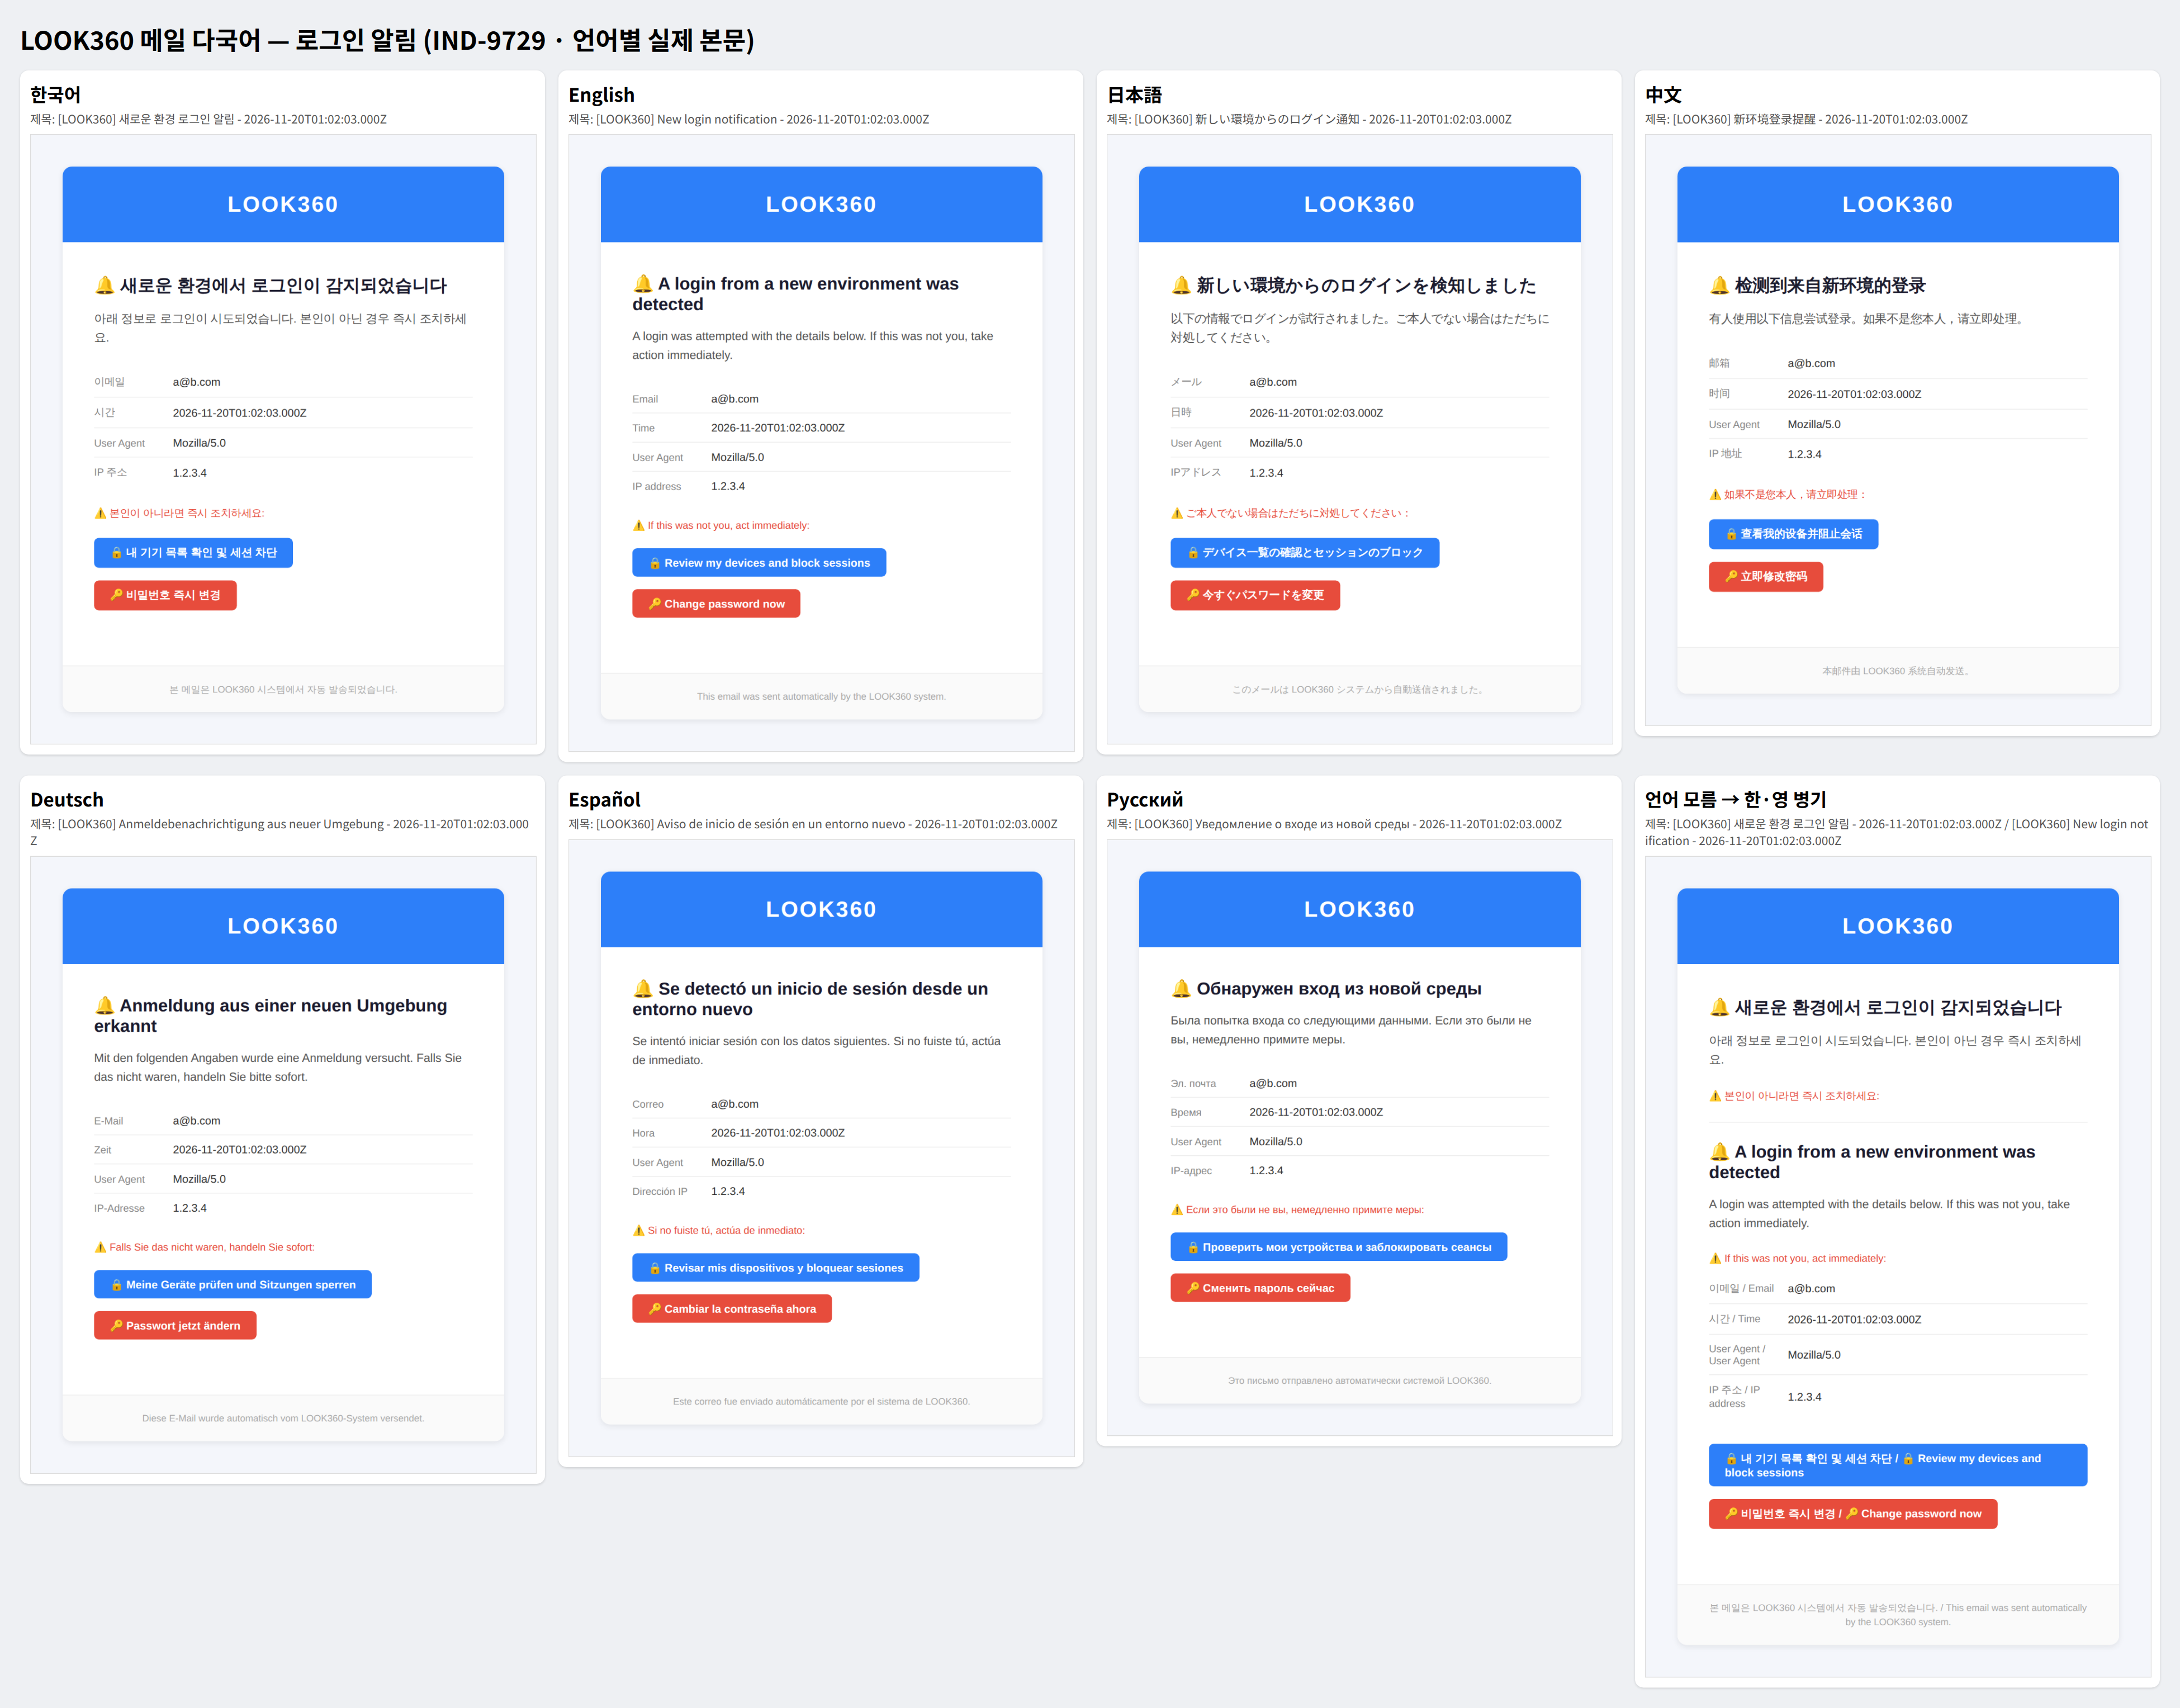 LOOK360 메일 다국어 — 로그인 알림 (IND-9729 · 언어별 실제 본문)
한국어
제목: [LOOK360] 새로운 환경 로그인 알림 - 2026-11-20T01:02:03.000Z
LOOK360
🔔 새로운 환경에서 로그인이 감지되었습니다
아래 정보로 로그인이 시도되었습니다. 본인이 아닌 경우 즉시 조치하세
요.
이메일 a@b.com
시간 2026-11-20T01:02:03.000Z
User Agent Mozilla/5.0
IP 주소 1.2.3.4
⚠️ 본인이 아니라면 즉시 조치하세요:
🔒 내 기기 목록 확인 및 세션 차단
🔑 비밀번호 즉시 변경
본 메일은 LOOK360 시스템에서 자동 발송되었습니다.
English
제목: [LOOK360] New login notification - 2026-11-20T01:02:03.000Z
LOOK360
🔔 A login from a new environment was
detected
A login was attempted with the details below. If this was not you, take
action immediately.
Email a@b.com
Time 2026-11-20T01:02:03.000Z
User Agent Mozilla/5.0
IP address 1.2.3.4
⚠️ If this was not you, act immediately:
🔒 Review my devices and block sessions
🔑 Change password now
This email was sent automatically by the LOOK360 system.
日本語
제목: [LOOK360] 新しい環境からのログイン通知 - 2026-11-20T01:02:03.000Z
LOOK360
🔔 新しい環境からのログインを検知しました
以下の情報でログインが試行されました。ご本人でない場合はただちに
対処してください。
メール a@b.com
日時 2026-11-20T01:02:03.000Z
User Agent Mozilla/5.0
IPアドレス 1.2.3.4
⚠️ ご本人でない場合はただちに対処してください：
🔒 デバイス一覧の確認とセッションのブロック
🔑 今すぐパスワードを変更
このメールは LOOK360 システムから自動送信されました。
中文
제목: [LOOK360] 新环境登录提醒 - 2026-11-20T01:02:03.000Z
LOOK360
🔔 检测到来自新环境的登录
有人使用以下信息尝试登录。如果不是您本人，请立即处理。
邮箱 a@b.com
时间 2026-11-20T01:02:03.000Z
User Agent Mozilla/5.0
IP 地址 1.2.3.4
⚠️ 如果不是您本人，请立即处理：
🔒 查看我的设备并阻止会话
🔑 立即修改密码
本邮件由 LOOK360 系统自动发送。
Deutsch
제목: [LOOK360] Anmeldebenachrichtigung aus neuer Umgebung - 2026-11-20T01:02:03.000
Z
LOOK360
🔔 Anmeldung aus einer neuen Umgebung
erkannt
Mit den folgenden Angaben wurde eine Anmeldung versucht. Falls Sie
das nicht waren, handeln Sie bitte sofort.
E-Mail a@b.com
Zeit 2026-11-20T01:02:03.000Z
User Agent Mozilla/5.0
IP-Adresse 1.2.3.4
⚠️ Falls Sie das nicht waren, handeln Sie sofort:
🔒 Meine Geräte prüfen und Sitzungen sperren
🔑 Passwort jetzt ändern
Diese E-Mail wurde automatisch vom LOOK360-System versendet.
Español
제목: [LOOK360] Aviso de inicio de sesión en un entorno nuevo - 2026-11-20T01:02:03.000Z
LOOK360
🔔 Se detectó un inicio de sesión desde un
entorno nuevo
Se intentó iniciar sesión con los datos siguientes. Si no fuiste tú, actúa
de inmediato.
Correo a@b.com
Hora 2026-11-20T01:02:03.000Z
User Agent Mozilla/5.0
Dirección IP 1.2.3.4
⚠️ Si no fuiste tú, actúa de inmediato:
🔒 Revisar mis dispositivos y bloquear sesiones
🔑 Cambiar la contraseña ahora
Este correo fue enviado automáticamente por el sistema de LOOK360.
Русский
제목: [LOOK360] Уведомление о входе из новой среды - 2026-11-20T01:02:03.000Z
LOOK360
🔔 Обнаружен вход из новой среды
Была попытка входа со следующими данными. Если это были не
вы, немедленно примите меры.
Эл. почта a@b.com
Время 2026-11-20T01:02:03.000Z
User Agent Mozilla/5.0
IP-адрес 1.2.3.4
⚠️ Если это были не вы, немедленно примите меры:
🔒 Проверить мои устройства и заблокировать сеансы
🔑 Сменить пароль сейчас
Это письмо отправлено автоматически системой LOOK360.
언어 모름 → 한·영 병기
제목: [LOOK360] 새로운 환경 로그인 알림 - 2026-11-20T01:02:03.000Z / [LOOK360] New login not
ification - 2026-11-20T01:02:03.000Z
LOOK360
🔔 새로운 환경에서 로그인이 감지되었습니다
아래 정보로 로그인이 시도되었습니다. 본인이 아닌 경우 즉시 조치하세
요.
⚠️ 본인이 아니라면 즉시 조치하세요:
🔔 A login from a new environment was
detected
A login was attempted with the details below. If this was not you, take
action immediately.
⚠️ If this was not you, act immediately:
이메일 / Email a@b.com
시간 / Time 2026-11-20T01:02:03.000Z
User Agent /
User Agent Mozilla/5.0
IP 주소 / IP
address 1.2.3.4
🔒 내 기기 목록 확인 및 세션 차단 / 🔒 Review my devices and
block sessions
🔑 비밀번호 즉시 변경 / 🔑 Change password now
본 메일은 LOOK360 시스템에서 자동 발송되었습니다. / This email was sent automatically
by the LOOK360 system.